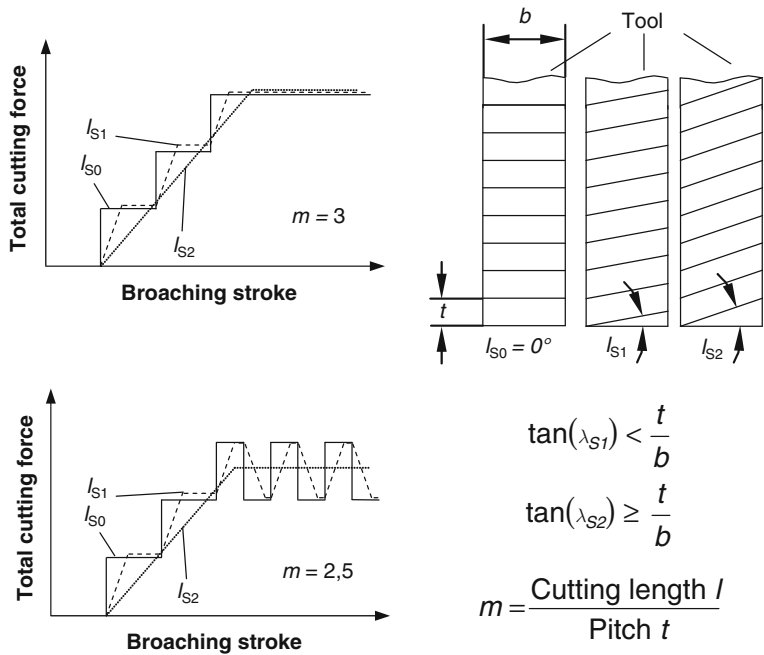 Total cutting force
l_S1
l_S0
l_S2
m = 3
Broaching stroke
b
Tool
t
l_S0 = 0°
l_S1
l_S2
Total cutting force
l_S1
l_S0
l_S2
m = 2,5
Broaching stroke
tan(λ_S1) < t/b
tan(λ_S2) ≥ t/b
m = Cutting length l / Pitch t